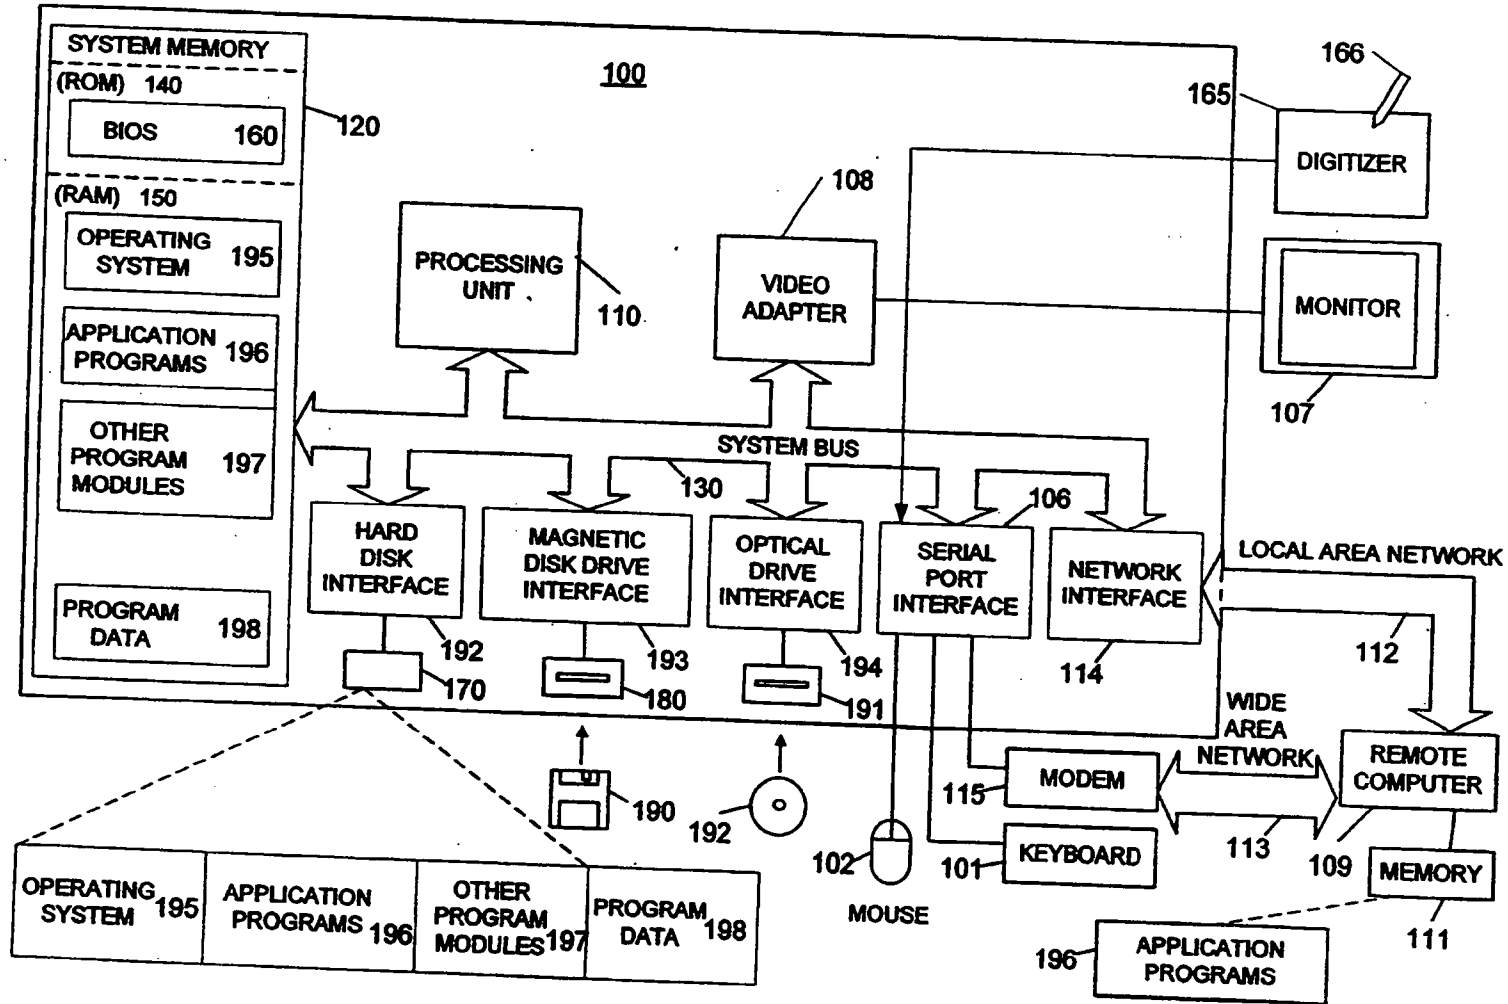 SYSTEM MEMORY
(ROM) 140
BIOS 160
120
(RAM) 150
OPERATING
SYSTEM 195
APPLICATION
PROGRAMS 196
OTHER
PROGRAM
MODULES 197
PROGRAM
DATA 198
100
PROCESSING
UNIT
110
108
VIDEO
ADAPTER
166
165
DIGITIZER
MONITOR
107
SYSTEM BUS
130
106
HARD
DISK
INTERFACE
192
170
MAGNETIC
DISK DRIVE
INTERFACE
193
180
OPTICAL
DRIVE
INTERFACE
194
191
SERIAL
PORT
INTERFACE
NETWORK
INTERFACE
114
LOCAL AREA NETWORK
112
WIDE
AREA
NETWORK
190
192
102
MOUSE
115
MODEM
101
KEYBOARD
113
REMOTE
COMPUTER
109
MEMORY
111
196
APPLICATION
PROGRAMS
OPERATING
SYSTEM 195
APPLICATION
PROGRAMS 196
OTHER
PROGRAM
MODULES 197
PROGRAM
DATA 198